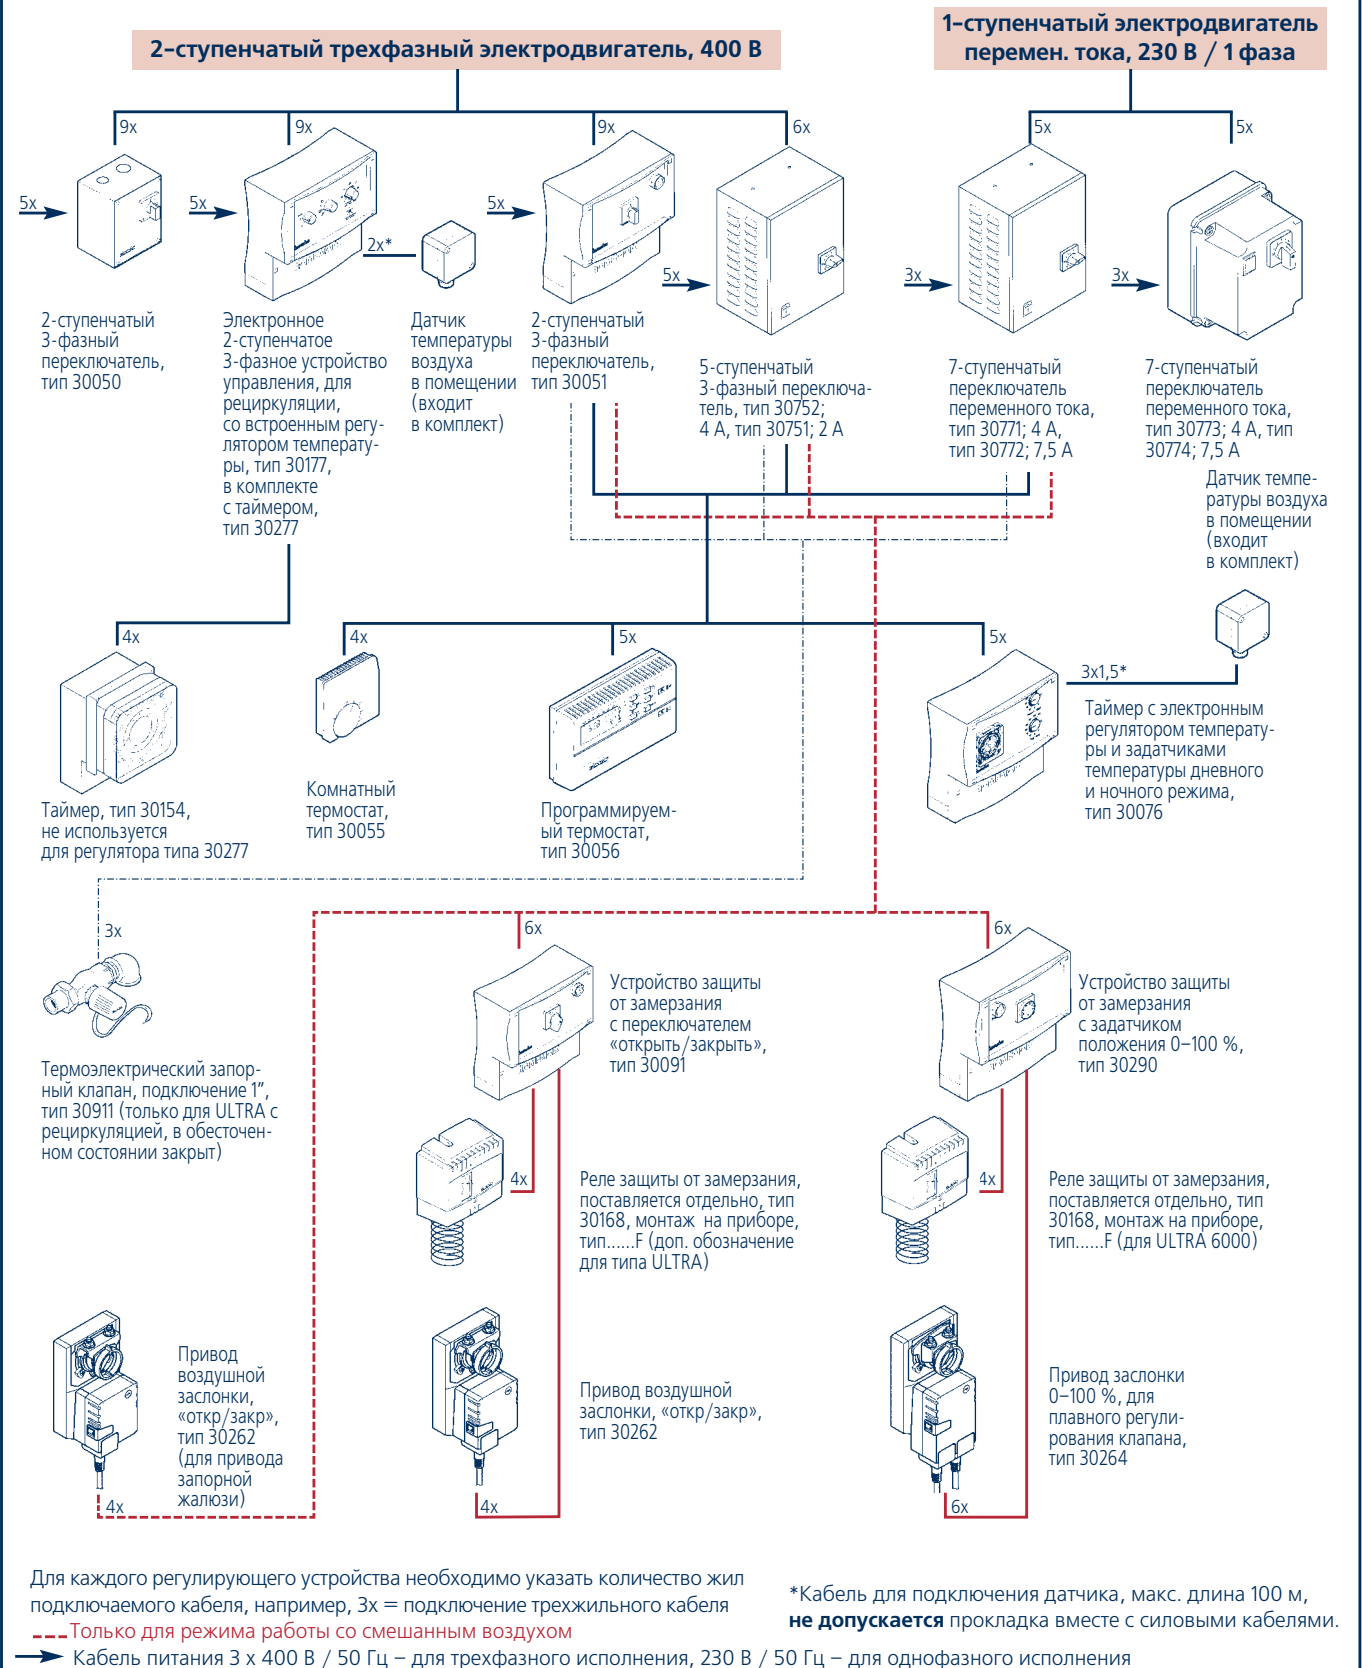 2-ступенчатый трехфазный электродвигатель, 400 В
1-ступенчатый электродвигатель
перемен. тока, 230 В / 1 фаза
9x
9x
9x
6x
5x
5x
5x
5x
5x
2x*
5x
3x
3x
2-ступенчатый
3-фазный
переключатель,
тип 30050
Электронное
2-ступенчатое
3-фазное устройство
управления, для
рециркуляции,
со встроенным регу-
лятором температу-
ры, тип 30177,
в комплекте
с таймером,
тип 30277
Датчик
температуры
воздуха
в помещении
(входит
в комплект)
2-ступенчатый
3-фазный
переключатель,
тип 30051
5-ступенчатый
3-фазный переключа-
тель, тип 30752;
4 А, тип 30751; 2 А
7-ступенчатый
переключатель
переменного тока,
тип 30771; 4 А,
тип 30772; 7,5 А
7-ступенчатый
переключатель
переменного тока,
тип 30773; 4 А, тип
30774; 7,5 А
Датчик темпе-
ратуры воздуха
в помещении
(входит
в комплект)
4x
4x
5x
5x
3x1,5*
Таймер, тип 30154,
не используется
для регулятора типа 30277
Комнатный
термостат,
тип 30055
Программируем-
ый термостат,
тип 30056
Таймер с электронным
регулятором температу-
ры и задатчиками
температуры дневного
и ночного режима,
тип 30076
3x
6x
6x
Термоэлектрический запор-
ный клапан, подключение 1”,
тип 30911 (только для ULTRA с
рециркуляцией, в обесточен-
ном состоянии закрыт)
Устройство защиты
от замерзания
с переключателем
«открыть/закрыть»,
тип 30091
Устройство защиты
от замерзания
с задатчиком
положения 0–100 %,
тип 30290
4x
4x
Реле защиты от замерзания,
поставляется отдельно, тип
30168, монтаж на приборе,
тип......F (доп. обозначение
для типа ULTRA)
Реле защиты от замерзания,
поставляется отдельно, тип
30168, монтаж на приборе,
тип......F (для ULTRA 6000)
Привод
воздушной
заслонки,
«откр/закр»,
тип 30262
(для привода
запорной
жалюзи)
Привод воздушной
заслонки, «откр/закр»,
тип 30262
Привод заслонки
0–100 %, для
плавного регули-
рования клапана,
тип 30264
4x
4x
6x
Для каждого регулирующего устройства необходимо указать количество жил
подключаемого кабеля, например, 3x = подключение трехжильного кабеля
Только для режима работы со смешанным воздухом
*Кабель для подключения датчика, макс. длина 100 м,
не допускается прокладка вместе с силовыми кабелями.
Кабель питания 3 x 400 В / 50 Гц – для трехфазного исполнения, 230 В / 50 Гц – для однофазного исполнения